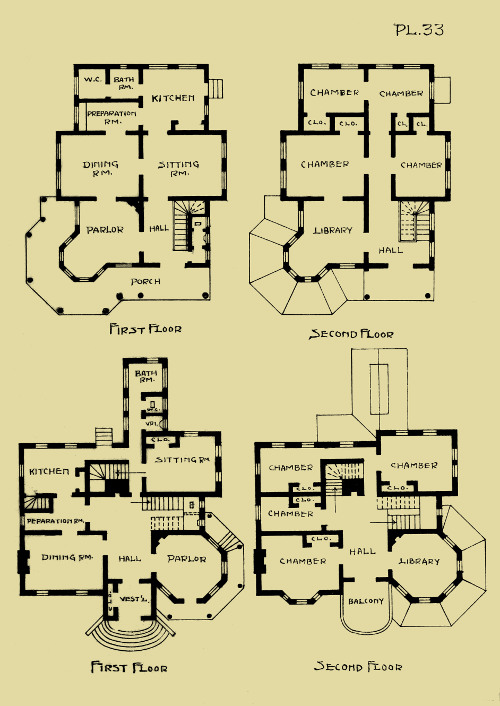 PL.33
W.C.
BATH RM.
KITCHEN
PREPARATION RM.
DINING RM.
SITTING RM.
PARLOR
HALL
PORCH
FIRST FLOOR
CHAMBER
CHAMBER
CLO.
CLO.
CL.
CL.
CHAMBER
CHAMBER
LIBRARY
HALL
SECOND FLOOR
BATH RM.
W.C.
CLO.
SITTING RM.
KITCHEN
PREPARATION RM.
DINING RM.
HALL
PARLOR
VEST'L.
FIRST FLOOR
CHAMBER
CHAMBER
CLO.
CLO.
CLO.
CHAMBER
CLO.
CHAMBER
HALL
LIBRARY
BALCONY
SECOND FLOOR